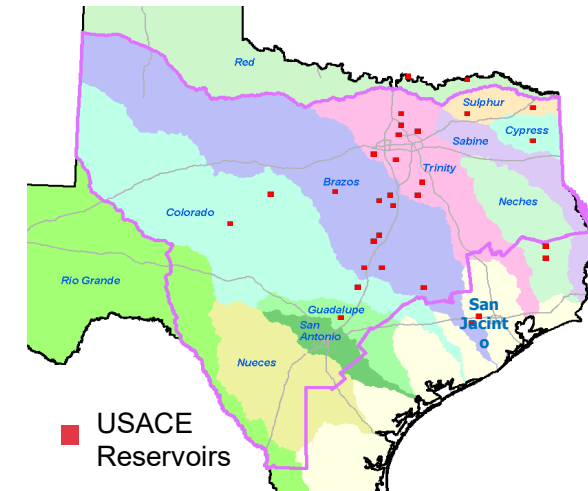 Red
Sulphur
Cypress
Sabine
Trinity
Brazos
Neches
Colorado
Rio Grande
San
Jacint
o
Guadalupe
San
Antonio
Nueces
USACE
Reservoirs